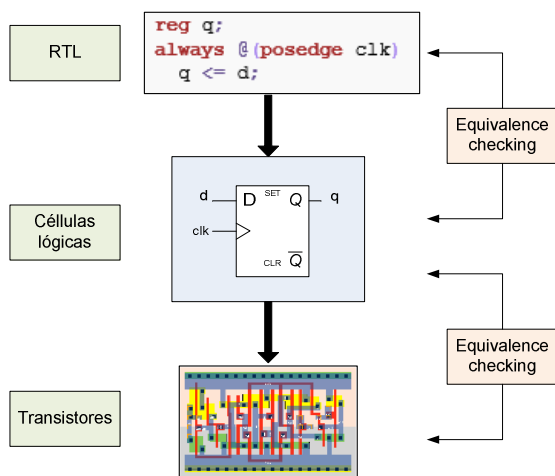 RTL
reg q;
always @(posedge clk)
q <= d;
Equivalence
checking
Céllulas
lógicas
d
clk
D
SET
Q
CLR
Q
q
Equivalence
checking
Transistores